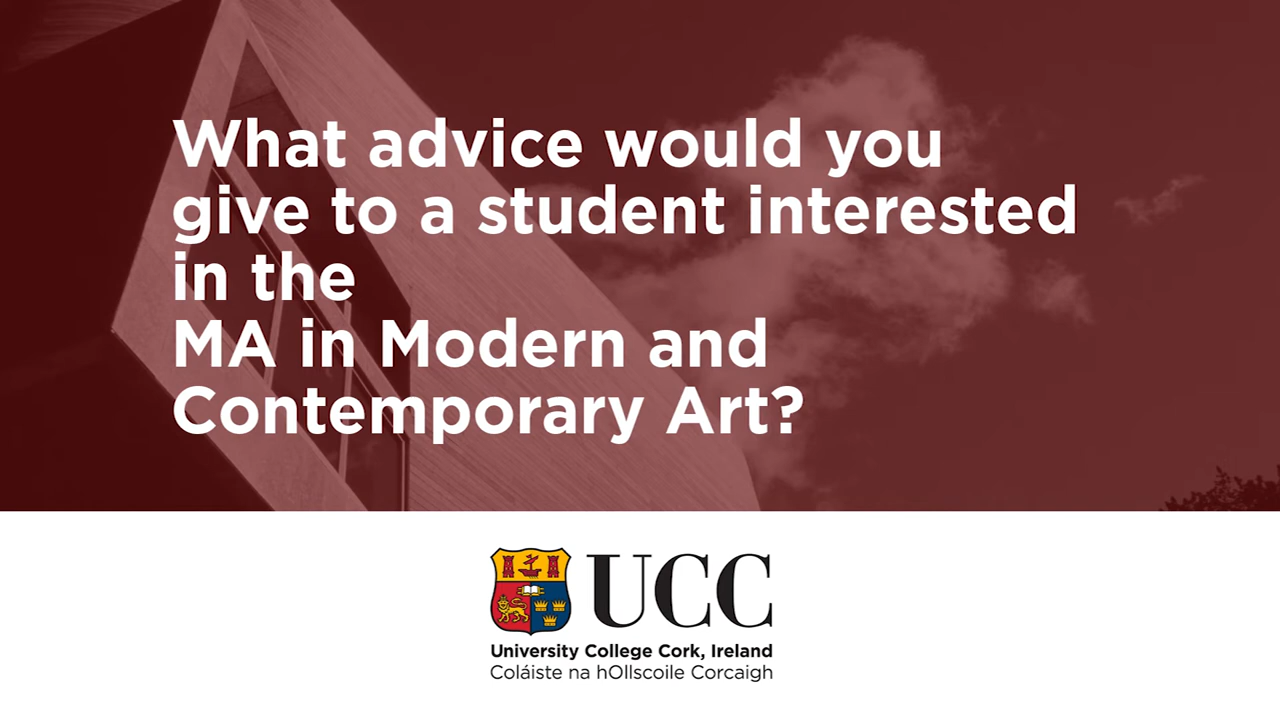 What advice would you
give to a student interested
in the
MA in Modern and
Contemporary Art?
UCC
University College Cork, Ireland
Coláiste na hOllscoile Corcaigh